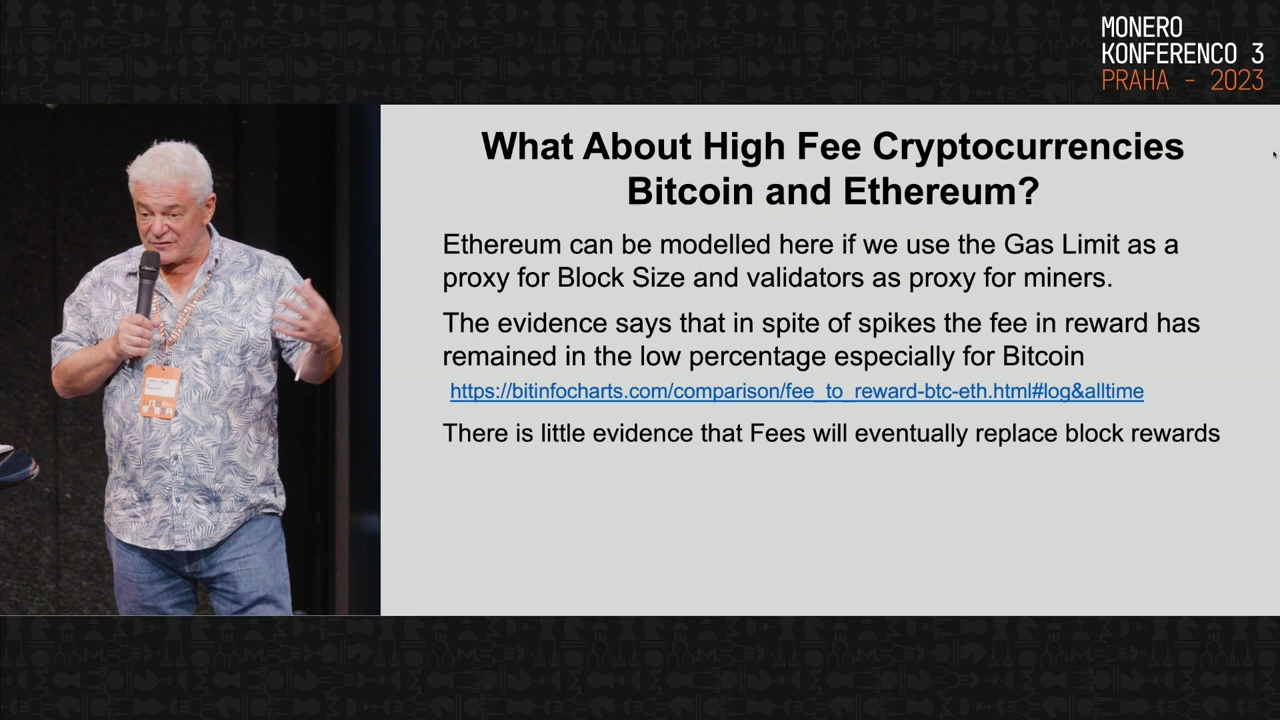 MONERO
KONFERENCO 3
PRAHA - 2023
What About High Fee Cryptocurrencies
Bitcoin and Ethereum?
Ethereum can be modelled here if we use the Gas Limit as a
proxy for Block Size and validators as proxy for miners.
The evidence says that in spite of spikes the fee in reward has
remained in the low percentage especially for Bitcoin
https://bitinfocharts.com/comparison/fee_to_reward-btc-eth.html#log&alltime
There is little evidence that Fees will eventually replace block rewards